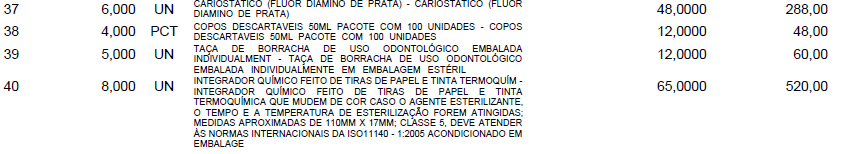 37 6,000 UN CARIOSTÁTICO (FLUOR DIAMINO DE PRATA) - CARIOSTÁTICO (FLUOR 48,0000 288,00
DIAMINO DE PRATA)
38 4,000 PCT COPOS DESCARTAVEIS 50ML PACOTE COM 100 UNIDADES - COPOS 12,0000 48,00
DESCARTAVEIS 50ML PACOTE COM 100 UNIDADES
39 5,000 UN TAÇA DE BORRACHA DE USO ODONTOLÓGICO EMBALADA 12,0000 60,00
INDIVIDUALMENT - TAÇA DE BORRACHA DE USO ODONTOLÓGICO
EMBALADA INDIVIDUALMENTE EM EMBALAGEM ESTÉRIL
40 8,000 UN INTEGRADOR QUÍMICO FEITO DE TIRAS DE PAPEL E TINTA TERMOQUÍM - 65,0000 520,00
INTEGRADOR QUÍMICO FEITO DE TIRAS DE PAPEL E TINTA
TERMOQUÍMICA QUE MUDEM DE COR CASO O AGENTE ESTERILIZANTE,
O TEMPO E A TEMPERATURA DE ESTERILIZAÇÃO FOREM ATINGIDAS;
MEDIDAS APROXIMADAS DE 110MM X 17MM; CLASSE 5, DEVE ATENDER
ÀS NORMAS INTERNACIONAIS DA ISO11140 - 1:2005 ACONDICIONADO EM
EMBALAGE